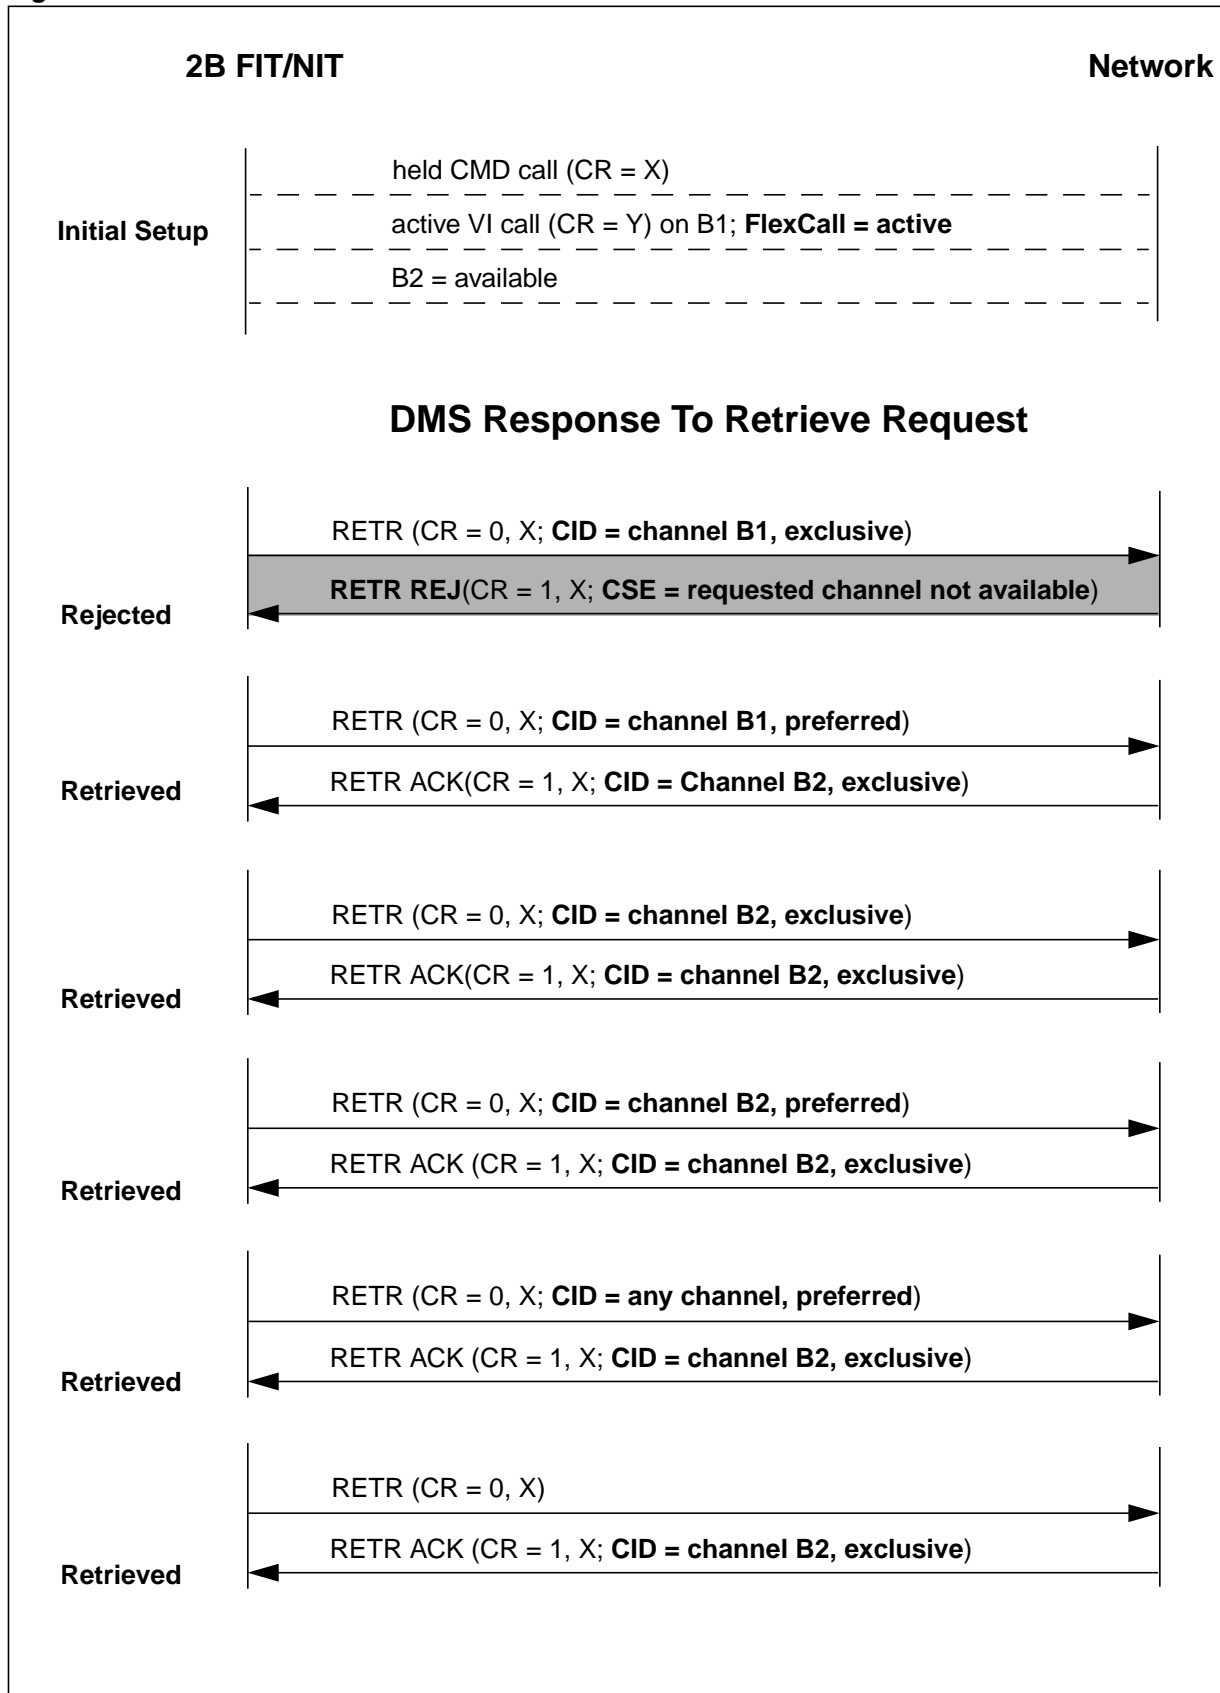 2B FIT/NIT
Network
held CMD call (CR = X)
Initial Setup
active VI call (CR = Y) on B1; FlexCall = active
B2 = available
DMS Response To Retrieve Request
RETR (CR = 0, X; CID = channel B1, exclusive)
RETR REJ(CR = 1, X; CSE = requested channel not available)
Rejected
RETR (CR = 0, X; CID = channel B1, preferred)
RETR ACK(CR = 1, X; CID = Channel B2, exclusive)
Retrieved
RETR (CR = 0, X; CID = channel B2, exclusive)
RETR ACK(CR = 1, X; CID = channel B2, exclusive)
Retrieved
RETR (CR = 0, X; CID = channel B2, preferred)
RETR ACK (CR = 1, X; CID = channel B2, exclusive)
Retrieved
RETR (CR = 0, X; CID = any channel, preferred)
RETR ACK (CR = 1, X; CID = channel B2, exclusive)
Retrieved
RETR (CR = 0, X)
RETR ACK (CR = 1, X; CID = channel B2, exclusive)
Retrieved